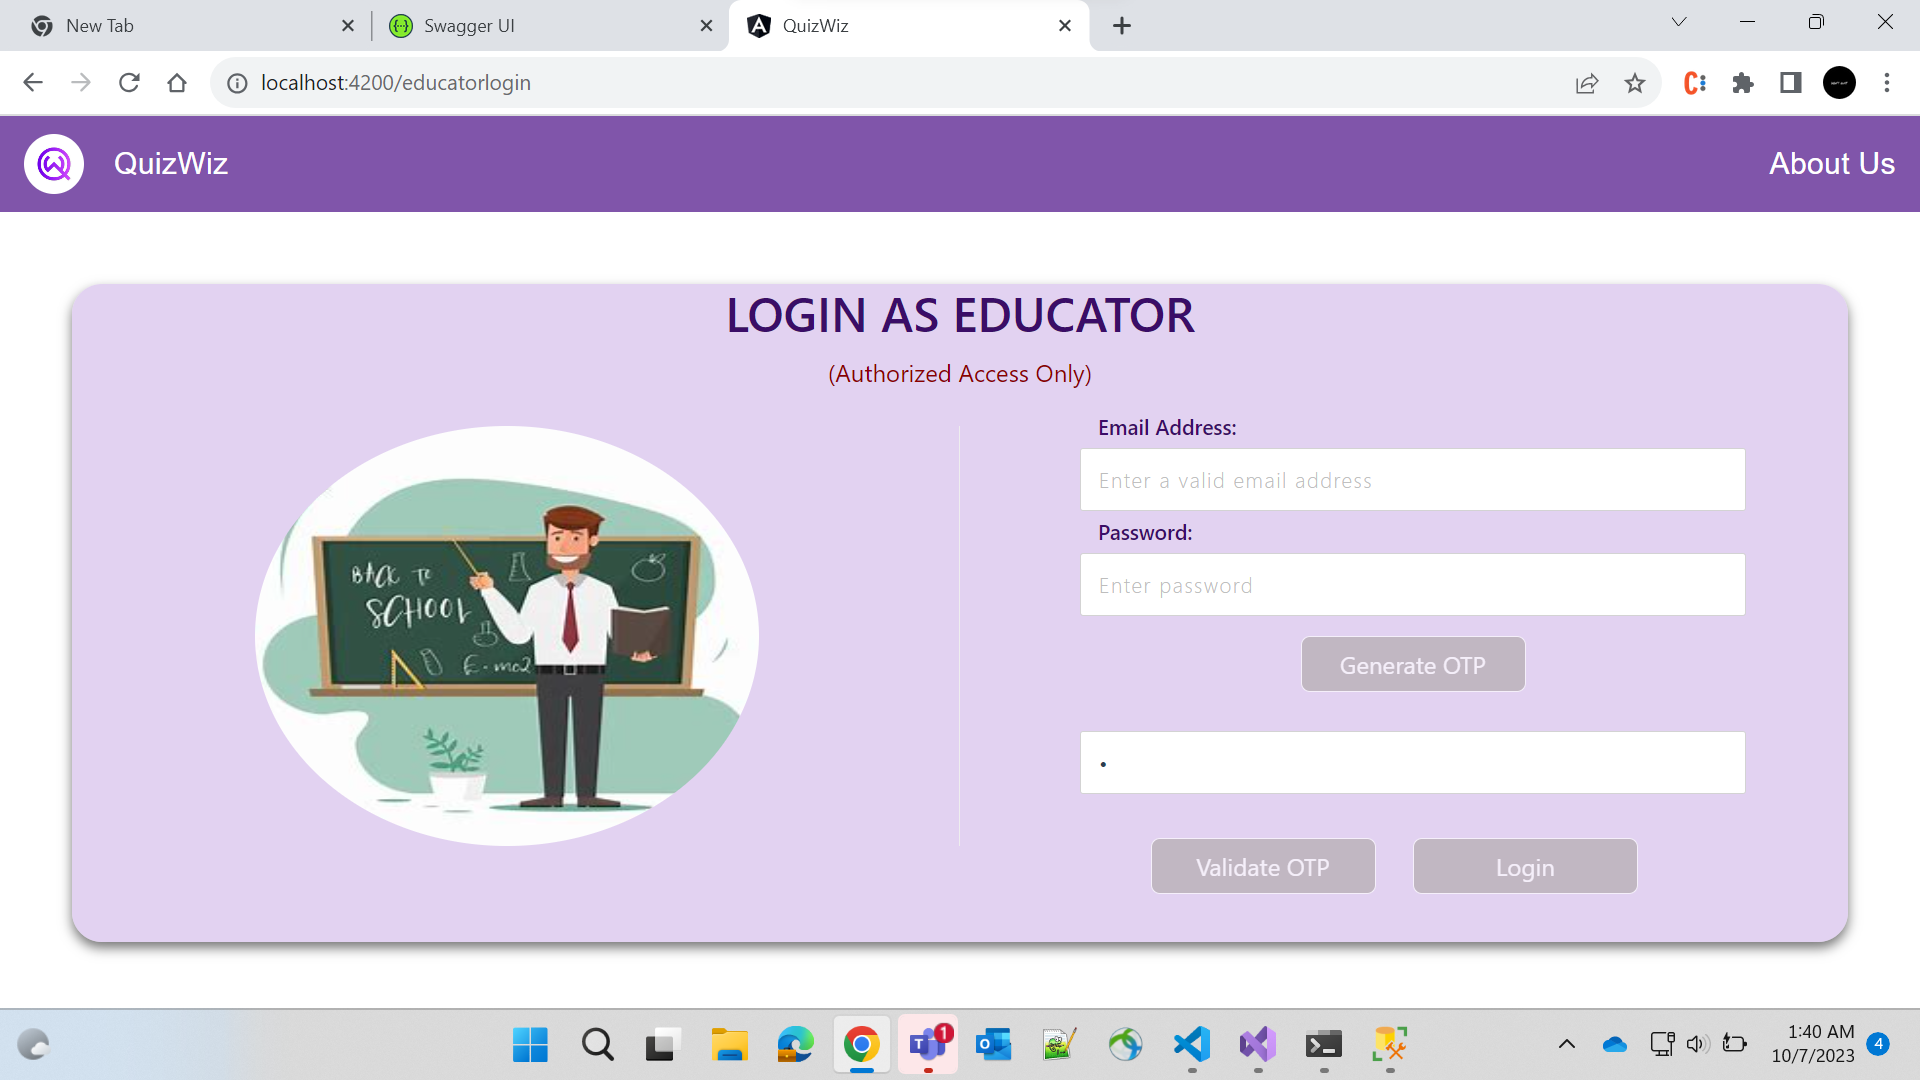 New Tab
Swagger UI
QuizWiz
localhost:4200/educatorlogin
QuizWiz
About Us
LOGIN AS EDUCATOR
(Authorized Access Only)
Email Address:
Enter a valid email address
Password:
Enter password
Generate OTP
•
Validate OTP
Login
BACK TO
SCHOOL
E=mc2
1
1:40 AM
10/7/2023
4